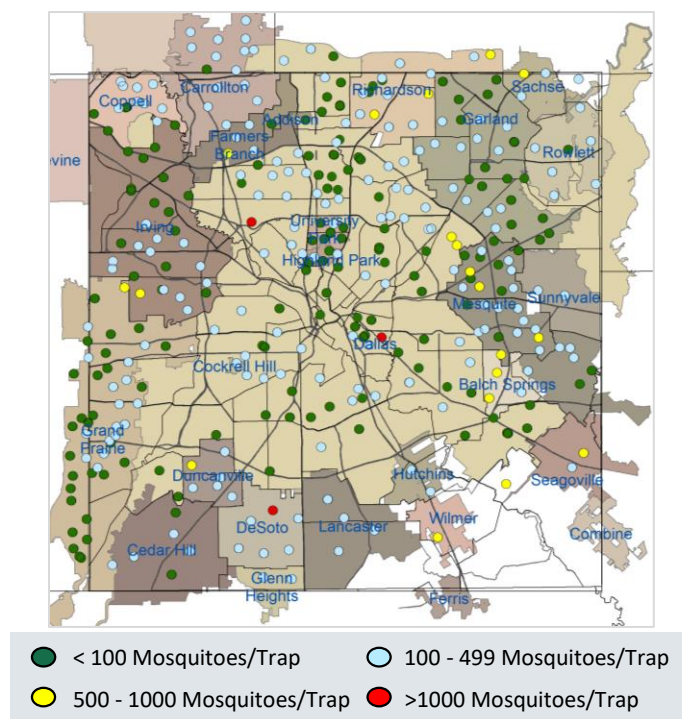 Coppell
Carrollton
Richardson
Sachse
Addison
Garland
Farmers
Branch
Rowlett
evine
University
Park
Irving
Highland Park
Mesquite
Sunnyvale
Dallas
Cockrell Hill
Balch Springs
Grand
Prairie
Duncanville
Hutchins
Seagoville
DeSoto
Lancaster
Wilmer
Combine
Cedar Hill
Glenn
Heights
Ferris
< 100 Mosquitoes/Trap
100 - 499 Mosquitoes/Trap
500 - 1000 Mosquitoes/Trap
>1000 Mosquitoes/Trap